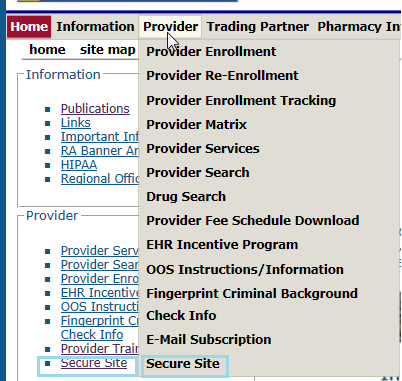 Home Information Provider Trading Partner Pharmacy In
home site map
Information
Publications
Links
Important Inf
RA Banner An
HIPAA
Regional Offic
Provider
Provider Serv
Provider Sear
Provider Enro
EHR Incentive
OOS Instructi
Fingerprint Cr
Check Info
Provider Train
Secure Site
Provider Enrollment
Provider Re-Enrollment
Provider Enrollment Tracking
Provider Matrix
Provider Services
Provider Search
Drug Search
Provider Fee Schedule Download
EHR Incentive Program
OOS Instructions/Information
Fingerprint Criminal Background
Check Info
E-Mail Subscription
Secure Site